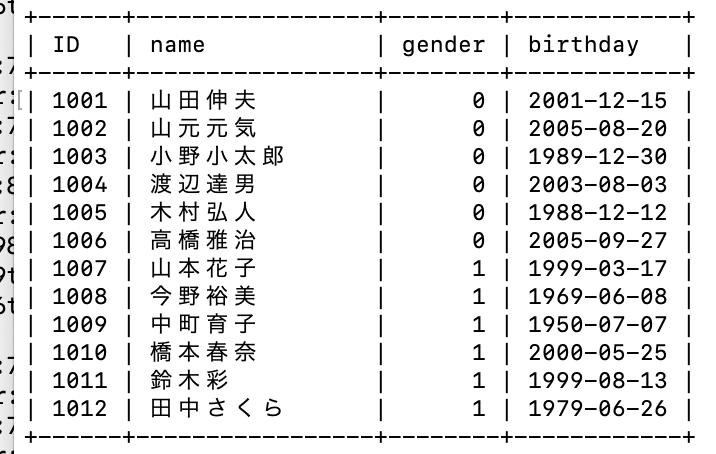 +------+--------------------+--------+------------+
| ID | name | gender | birthday |
+------+--------------------+--------+------------+
| 1001 | 山田伸夫 | 0 | 2001-12-15 |
| 1002 | 山元元気 | 0 | 2005-08-20 |
| 1003 | 小野小太郎 | 0 | 1989-12-30 |
| 1004 | 渡辺達男 | 0 | 2003-08-03 |
| 1005 | 木村弘人 | 0 | 1988-12-12 |
| 1006 | 高橋雅治 | 0 | 2005-09-27 |
| 1007 | 山本花子 | 1 | 1999-03-17 |
| 1008 | 今野裕美 | 1 | 1969-06-08 |
| 1009 | 中町育子 | 1 | 1950-07-07 |
| 1010 | 橋本春奈 | 1 | 2000-05-25 |
| 1011 | 鈴木彩 | 1 | 1999-08-13 |
| 1012 | 田中さくら | 1 | 1979-06-26 |
+------+--------------------+--------+------------+